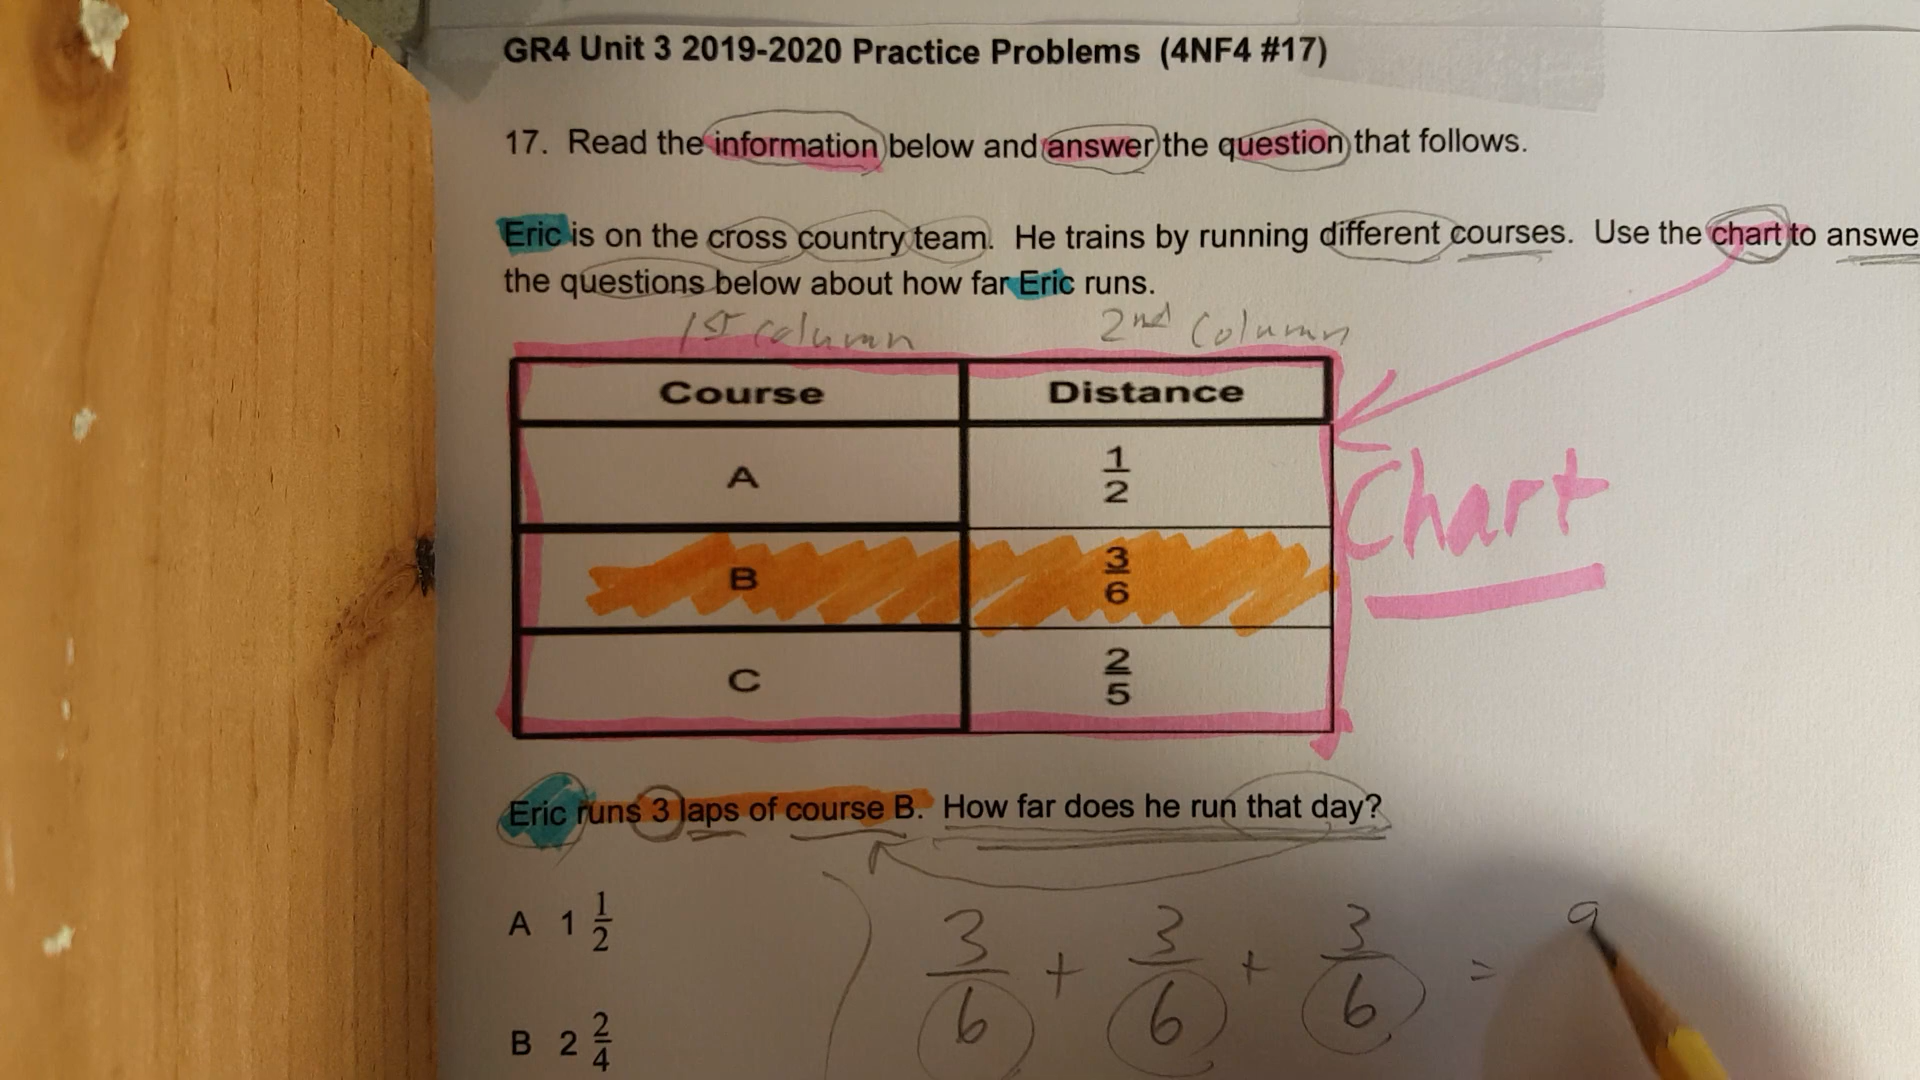 GR4 Unit 3 2019-2020 Practice Problems (4NF4 #17)
17. Read the information below and answer the question that follows.
Eric is on the cross country team. He trains by running different courses. Use the chart to answe
the questions below about how far Eric runs.
1st column 2nd Column
Course Distance
A 1/2
Chart
B 3/6
C 2/5
Eric runs 3 laps of course B. How far does he run that day?
A 1 1/2
3/6 + 3/6 + 3/6 = 9
B 2 2/4